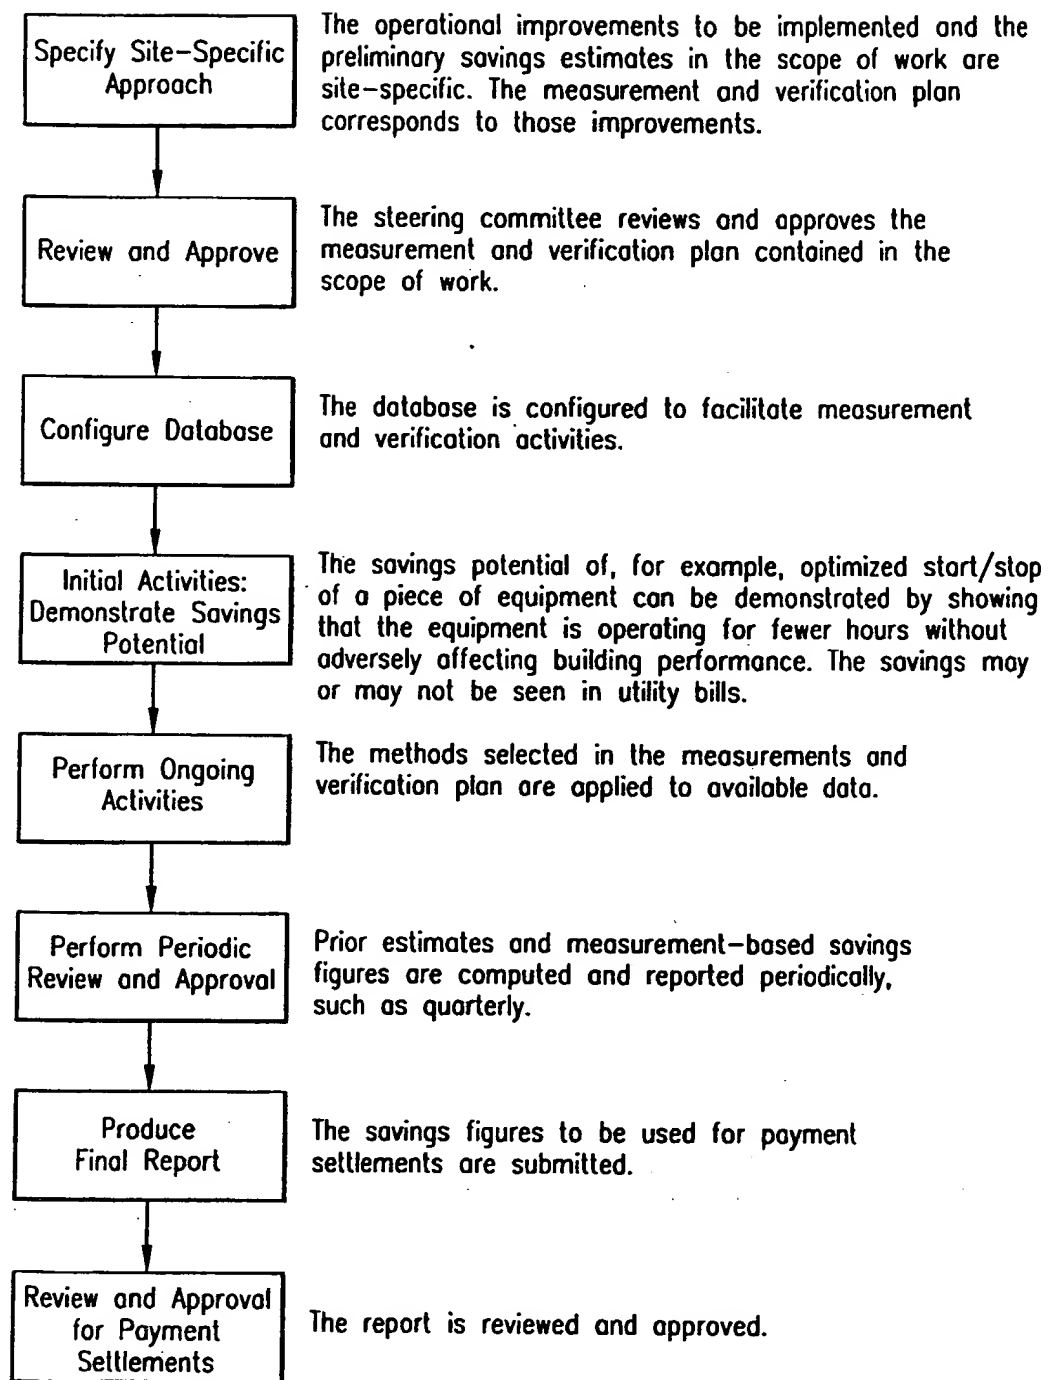 Specify Site-Specific
Approach
The operational improvements to be implemented and the
preliminary savings estimates in the scope of work are
site-specific. The measurement and verification plan
corresponds to those improvements.
Review and Approve
The steering committee reviews and approves the
measurement and verification plan contained in the
scope of work.
Configure Database
The database is configured to facilitate measurement
and verification activities.
Initial Activities:
Demonstrate Savings
Potential
The savings potential of, for example, optimized start/stop
of a piece of equipment can be demonstrated by showing
that the equipment is operating for fewer hours without
adversely affecting building performance. The savings may
or may not be seen in utility bills.
Perform Ongoing
Activities
The methods selected in the measurements and
verification plan are applied to available data.
Perform Periodic
Review and Approval
Prior estimates and measurement-based savings
figures are computed and reported periodically,
such as quarterly.
Produce
Final Report
The savings figures to be used for payment
settlements are submitted.
Review and Approval
for Payment
Settlements
The report is reviewed and approved.